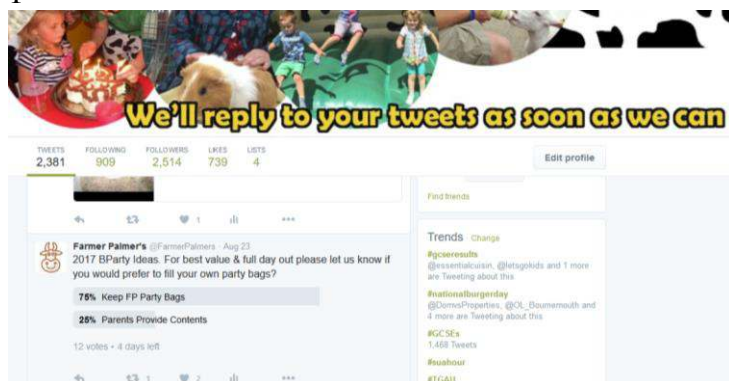 We'll reply to your tweets as soon as we can
TWEETS FOLLOWING FOLLOWERS LIKES LISTS
2,381 909 2,514 739 4
Edit profile
Find friends
1
Farmer Palmer's @FarmerPalmers · Aug 23
2017 BParty Ideas. For best value & full day out please let us know if
you would prefer to fill your own party bags?
75% Keep FP Party Bags
25% Parents Provide Contents
12 votes • 4 days left
1 2
Trends · Change
#gcseresults
@essentialcuisin, @letsgokids and 1 more
are Tweeting about this
#nationalburgerday
@DomvsProperties, @OL_Bournemouth and
4 more are Tweeting about this
#GCSEs
1,468 Tweets
#suahour